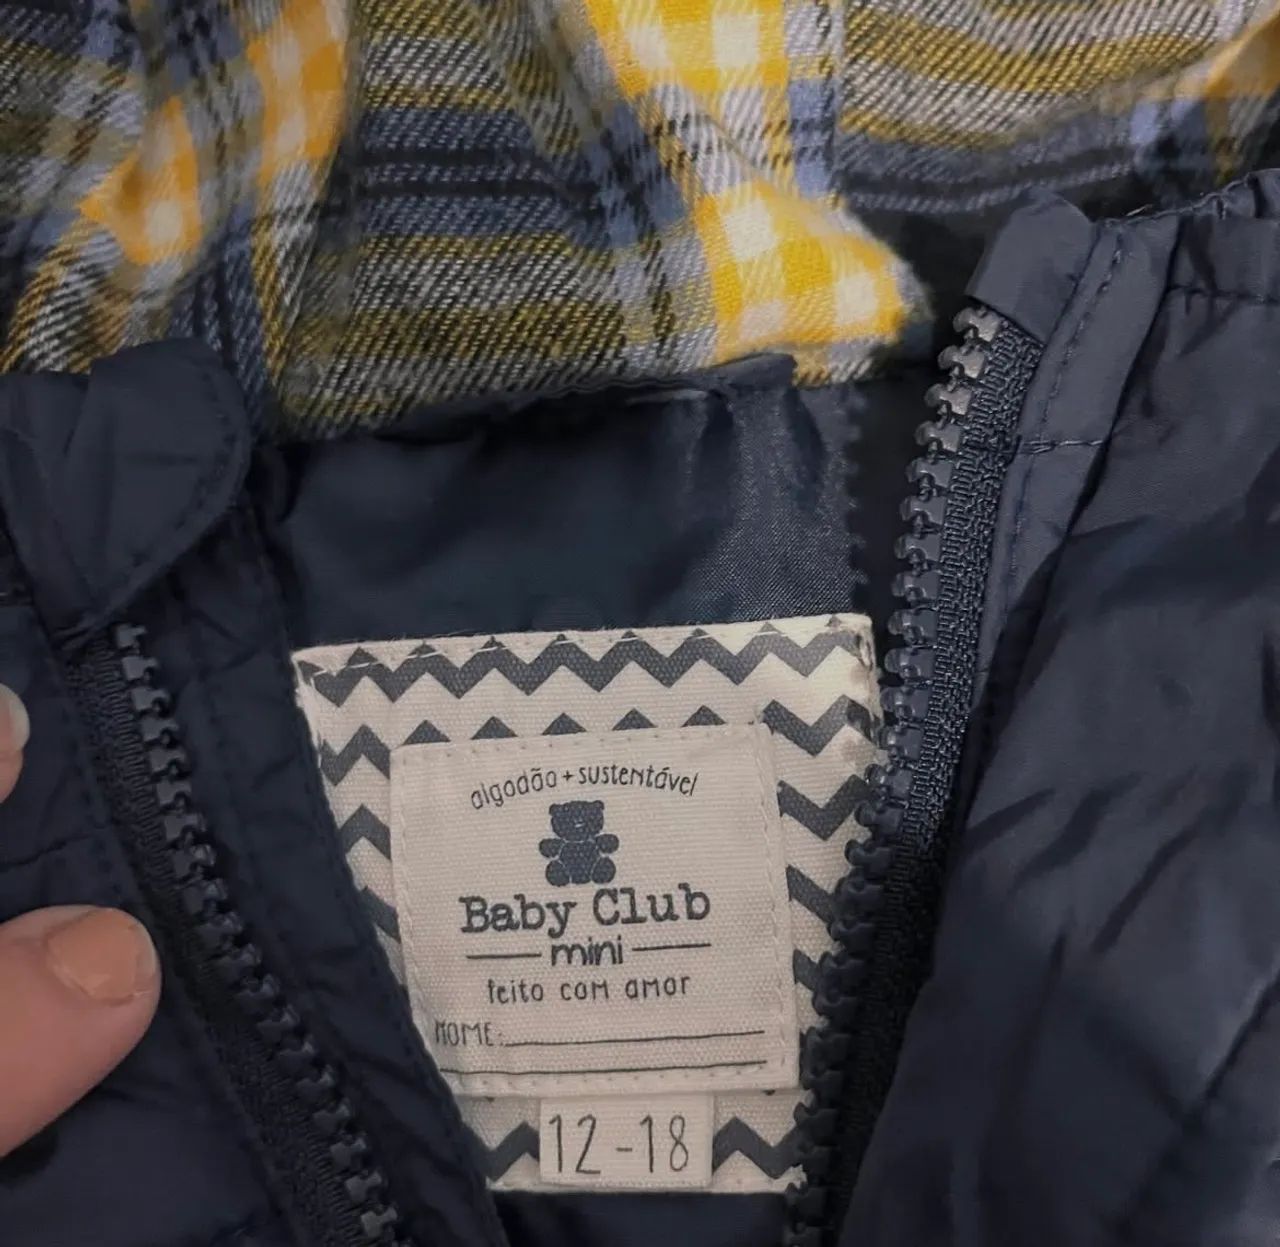 algodão + sustentável
Baby Club
mini
feito com amor
NOME:
12-18